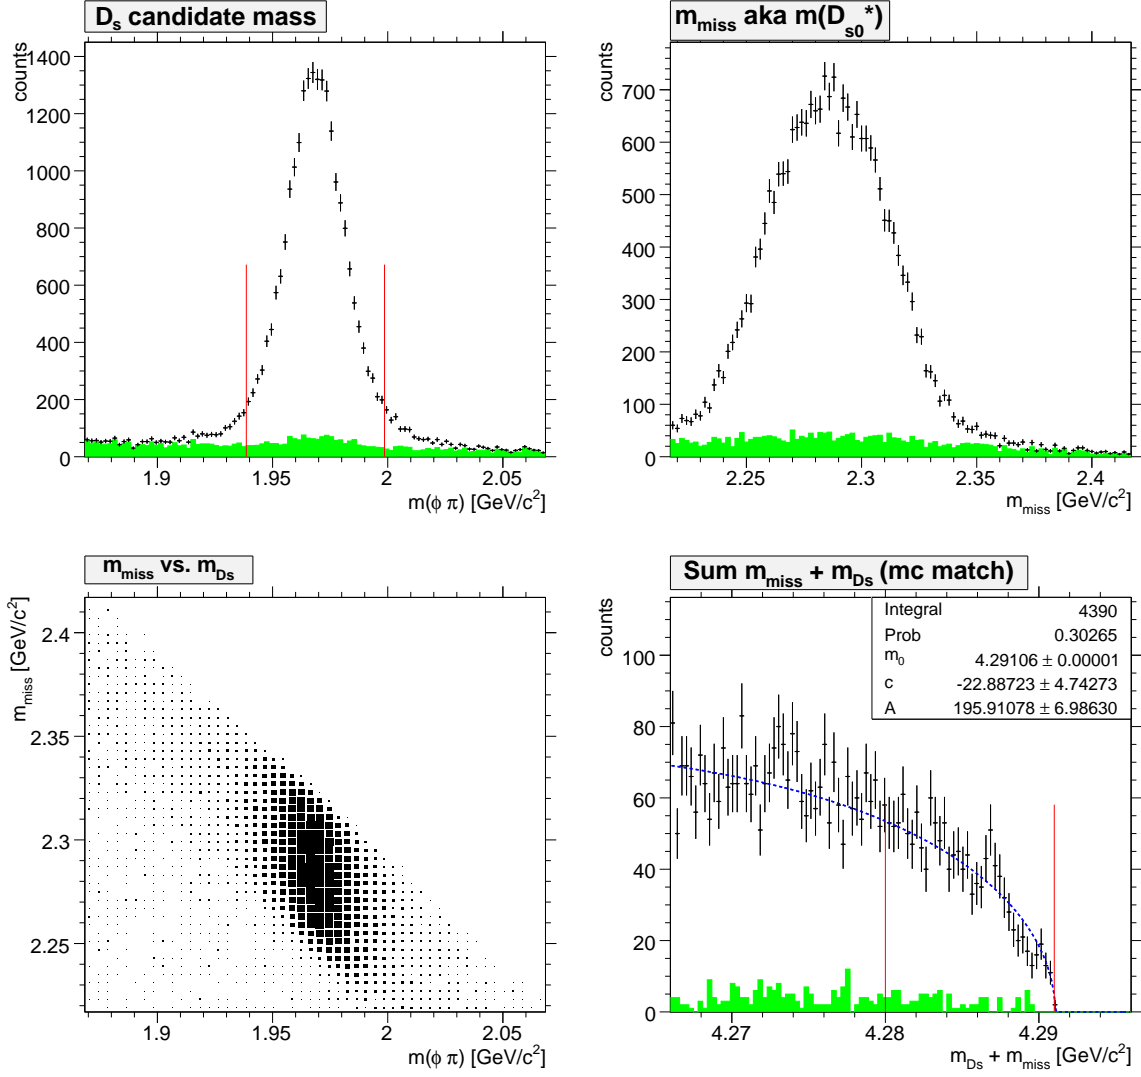 D_s candidate mass
counts
1400
1200
1000
800
600
400
200
0
1.9 1.95 2 2.05
m(ϕ π) [GeV/c²]
m_miss aka m(D_s0*)
counts
700
600
500
400
300
200
100
0
2.25 2.3 2.35 2.4
m_miss [GeV/c²]
m_miss vs. m_Ds
m_miss [GeV/c²]
2.4
2.35
2.3
2.25
1.9 1.95 2 2.05
m(ϕ π) [GeV/c²]
Sum m_miss + m_Ds (mc match)
counts
Integral 4390
Prob 0.30265
m_0 4.29106 ± 0.00001
c -22.88723 ± 4.74273
A 195.91078 ± 6.98630
100
80
60
40
20
0
4.27 4.28 4.29
m_Ds + m_miss [GeV/c²]